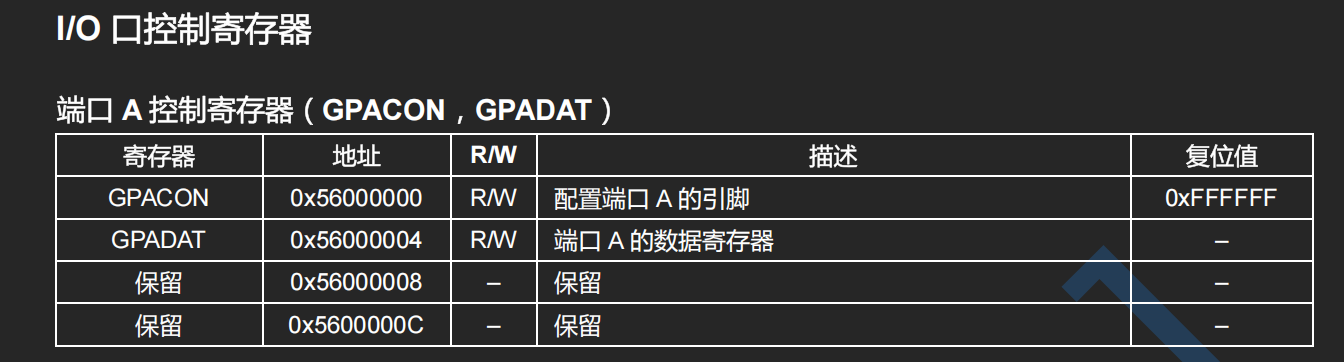 I/O 口控制寄存器
端口 A 控制寄存器（GPACON，GPADAT）
寄存器 地址 R/W 描述 复位值
GPACON 0x56000000 R/W 配置端口 A 的引脚 0xFFFFFF
GPADAT 0x56000004 R/W 端口 A 的数据寄存器 –
保留 0x56000008 – 保留 –
保留 0x5600000C – 保留 –